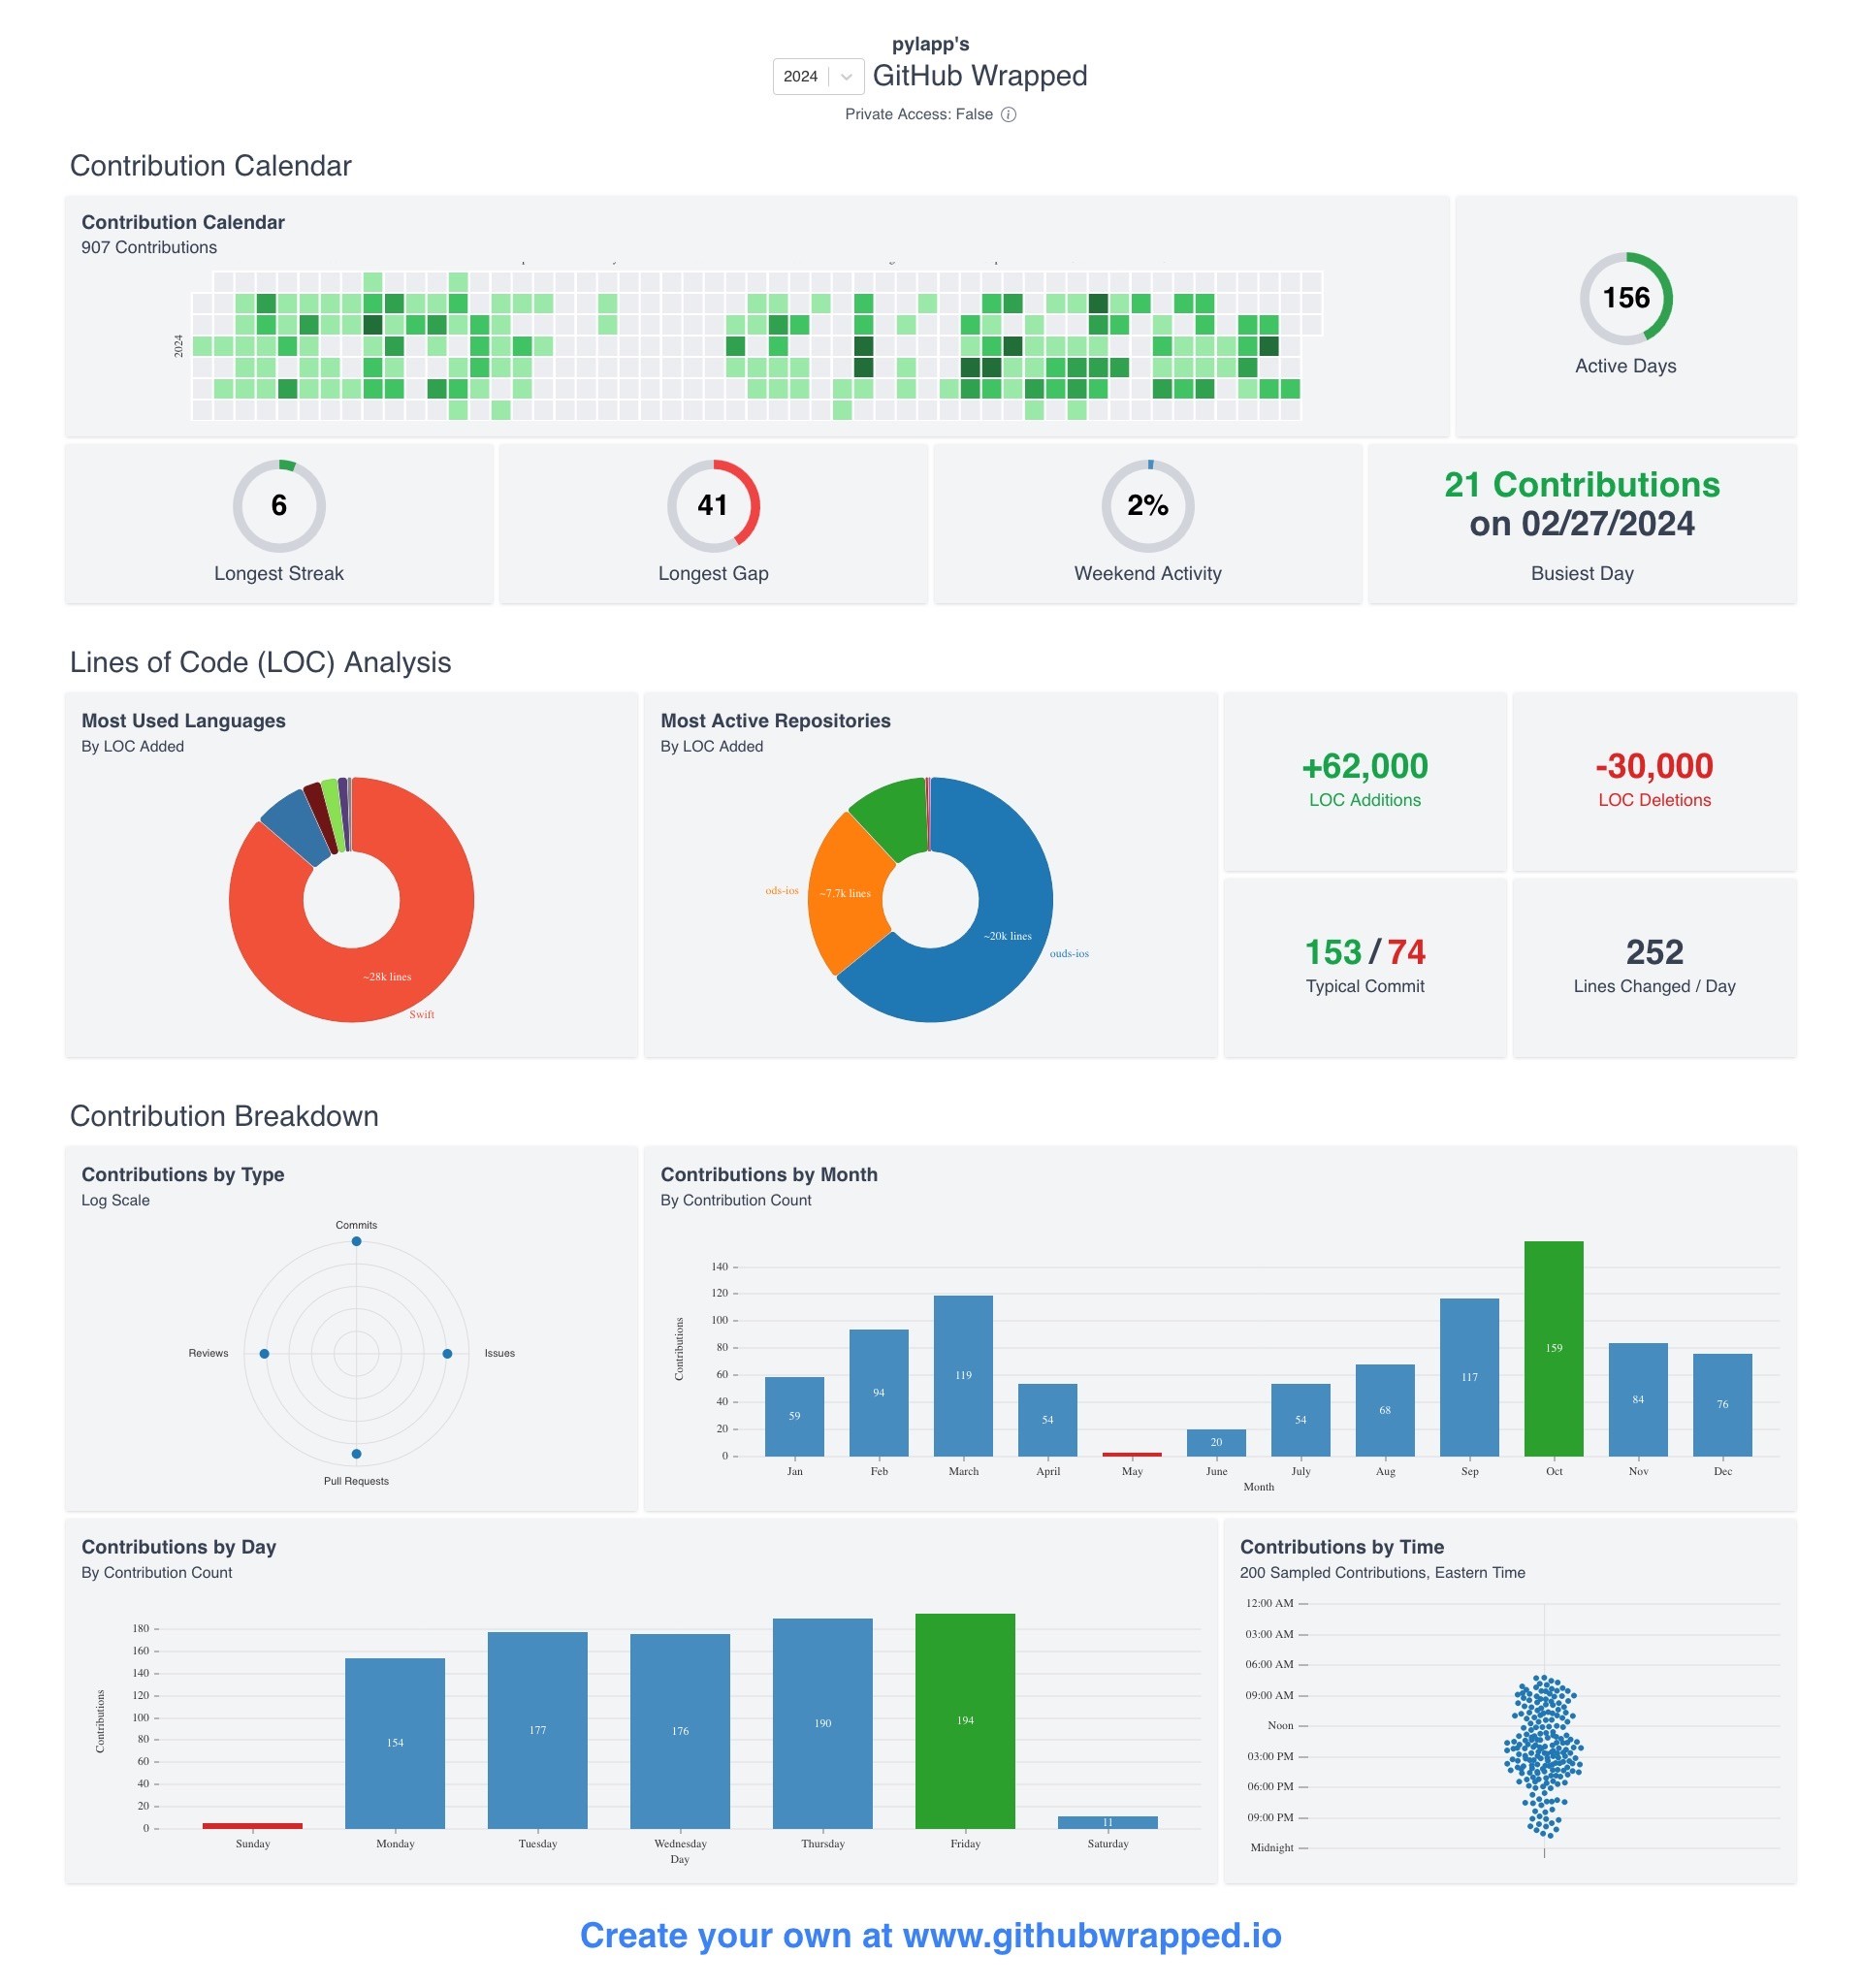 pylapp's
2024 GitHub Wrapped
Private Access: False
Contribution Calendar
Contribution Calendar
907 Contributions
2024
156
Active Days
6
Longest Streak
41
Longest Gap
2%
Weekend Activity
21 Contributions
on 02/27/2024
Busiest Day
Lines of Code (LOC) Analysis
Most Used Languages
By LOC Added
~28k lines
Swift
Most Active Repositories
By LOC Added
ods-ios
~7.7k lines
~20k lines
ouds-ios
+62,000
LOC Additions
-30,000
LOC Deletions
153 / 74
Typical Commit
252
Lines Changed / Day
Contribution Breakdown
Contributions by Type
Log Scale
Commits
Reviews
Issues
Pull Requests
Contributions by Month
By Contribution Count
Contributions
140
120
100
80
60
40
20
0
59
94
119
54
20
54
68
117
159
84
76
Jan
Feb
March
April
May
June
July
Aug
Sep
Oct
Nov
Dec
Month
Contributions by Day
By Contribution Count
Contributions
180
160
140
120
100
80
60
40
20
0
154
177
176
190
194
11
Sunday
Monday
Tuesday
Wednesday
Thursday
Friday
Saturday
Day
Contributions by Time
200 Sampled Contributions, Eastern Time
12:00 AM
03:00 AM
06:00 AM
09:00 AM
Noon
03:00 PM
06:00 PM
09:00 PM
Midnight
Create your own at www.githubwrapped.io